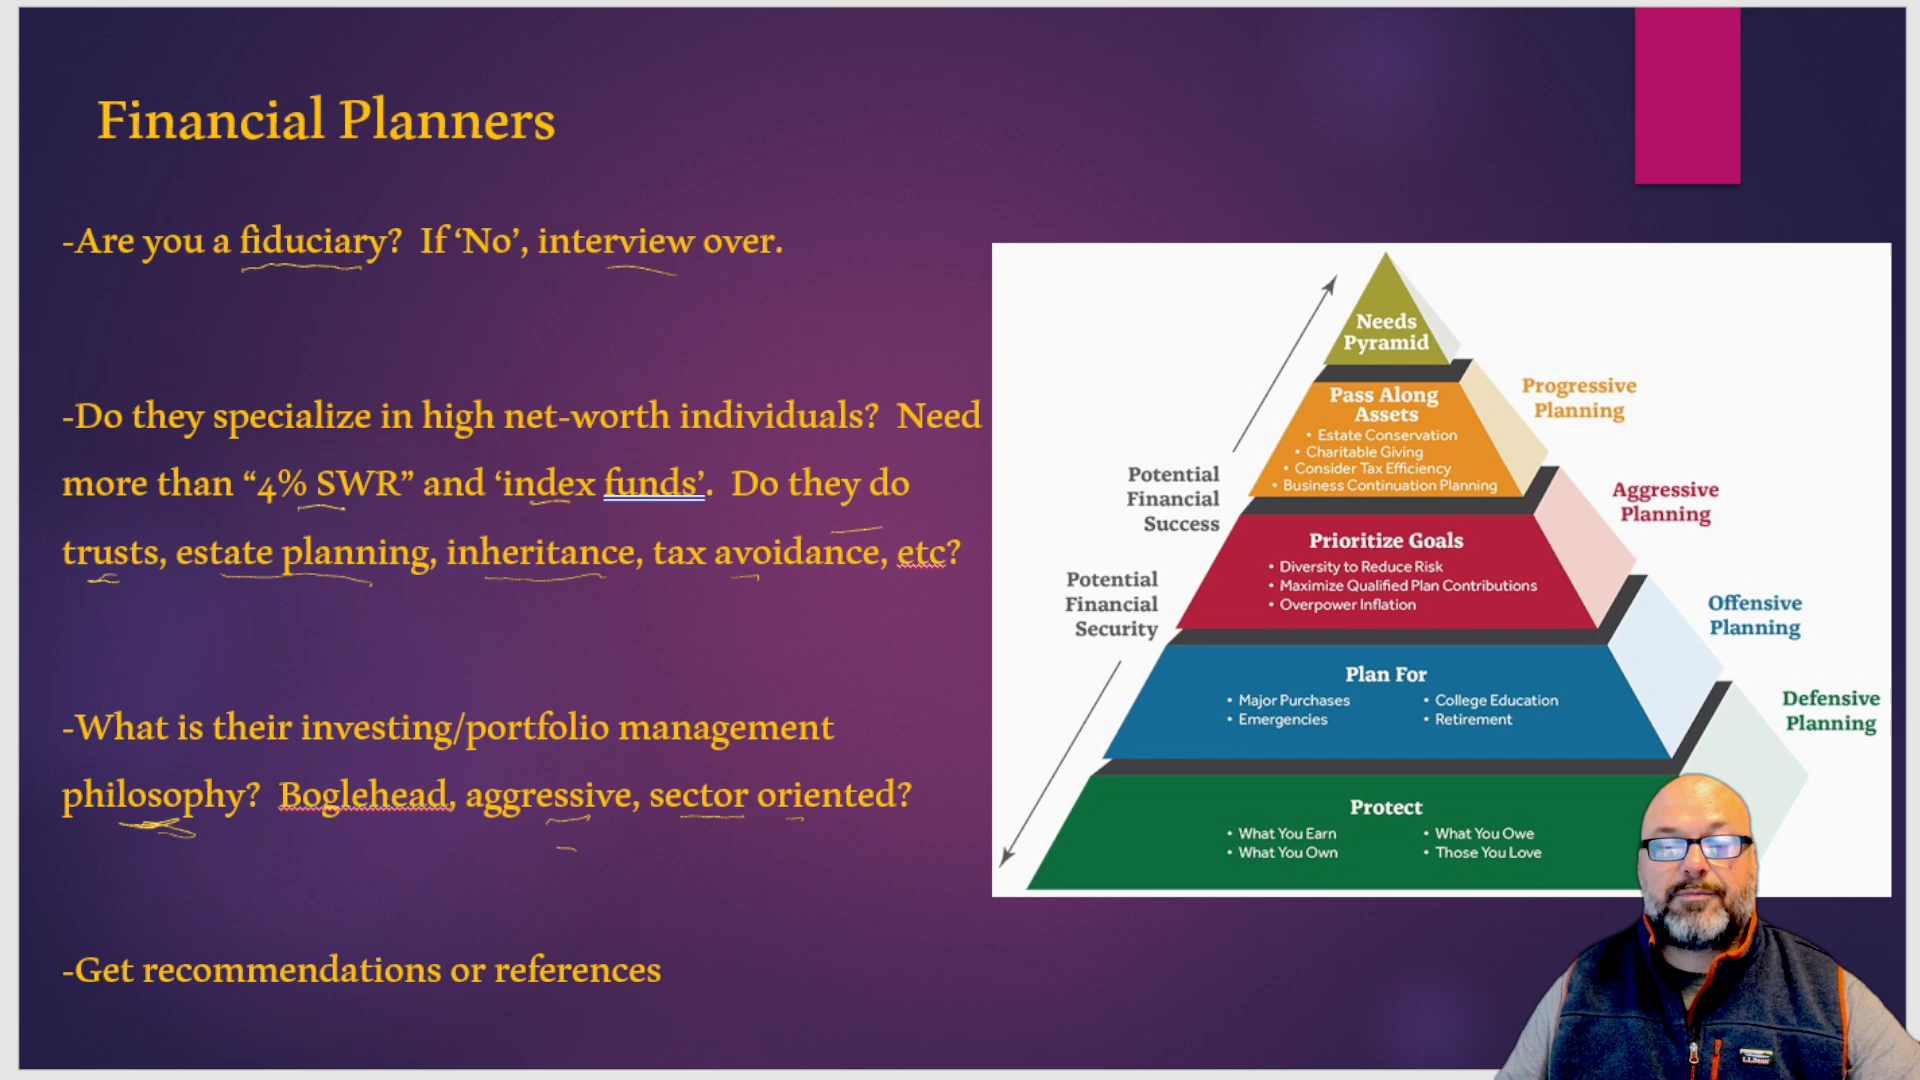 Financial Planners
-Are you a fiduciary?  If ‘No’, interview over.
-Do they specialize in high net-worth individuals?  Need
more than “4% SWR” and ‘index funds’.  Do they do
trusts, estate planning, inheritance, tax avoidance, etc?
-What is their investing/portfolio management
philosophy?  Boglehead, aggressive, sector oriented?
-Get recommendations or references
Needs
Pyramid
Pass Along
Assets
• Estate Conservation
• Charitable Giving
• Consider Tax Efficiency
• Business Continuation Planning
Progressive
Planning
Potential
Financial
Success
Prioritize Goals
• Diversity to Reduce Risk
• Maximize Qualified Plan Contributions
• Overpower Inflation
Aggressive
Planning
Potential
Financial
Security
Plan For
• Major Purchases
• Emergencies
• College Education
• Retirement
Offensive
Planning
Protect
• What You Earn
• What You Own
• What You Owe
• Those You Love
Defensive
Planning
L.L.Bean